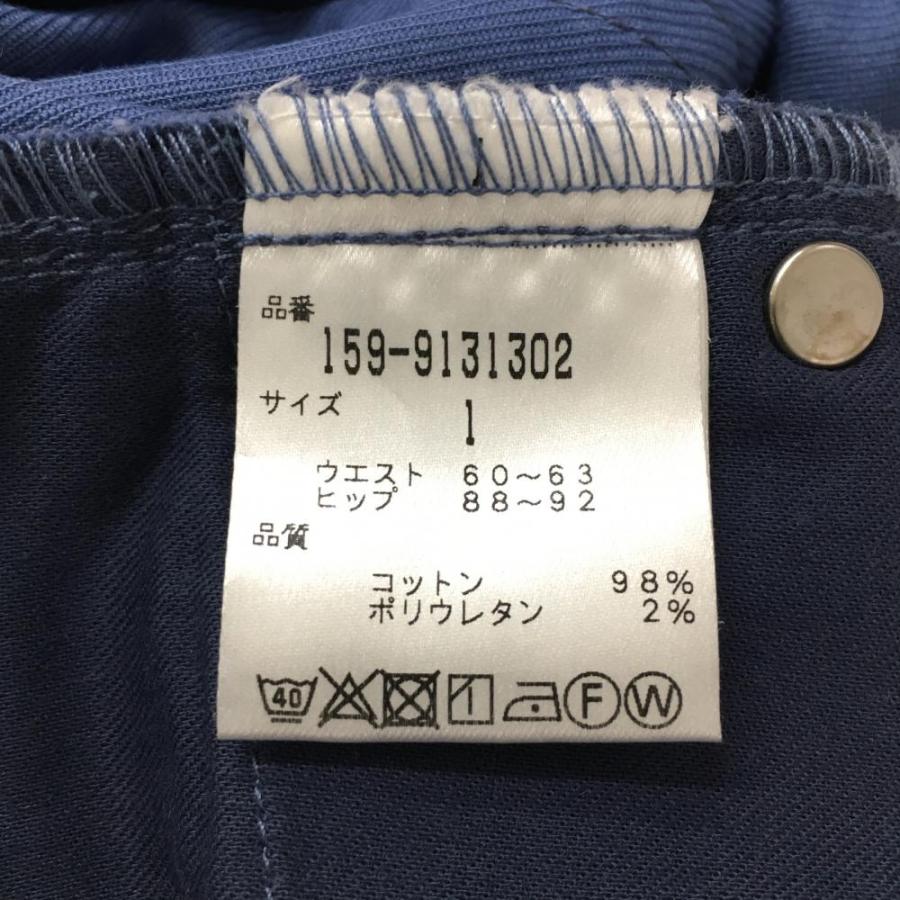 品番
159-9131302
サイズ
1
ウエスト 60～63
ヒップ 88～92
品質
コットン 98%
ポリウレタン 2%
40 F W